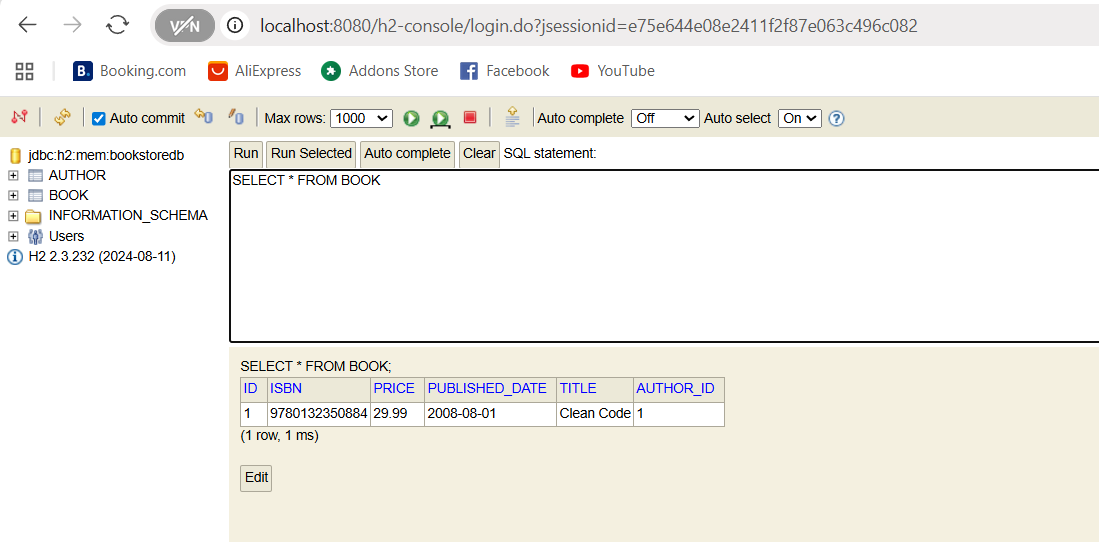 VPN
localhost:8080/h2-console/login.do?jsessionid=e75e644e08e2411f2f87e063c496c082
B. Booking.com AliExpress Addons Store Facebook YouTube
Auto commit Max rows: 1000 Auto complete Off Auto select On
jdbc:h2:mem:bookstoredb
AUTHOR
BOOK
INFORMATION_SCHEMA
Users
H2 2.3.232 (2024-08-11)
Run Run Selected Auto complete Clear SQL statement:
SELECT * FROM BOOK
SELECT * FROM BOOK;
ID ISBN PRICE PUBLISHED_DATE TITLE AUTHOR_ID
1 9780132350884 29.99 2008-08-01 Clean Code 1
(1 row, 1 ms)
Edit